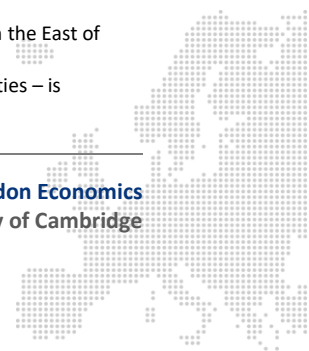 n the East of
ties – is
don Economics
y of Cambridge